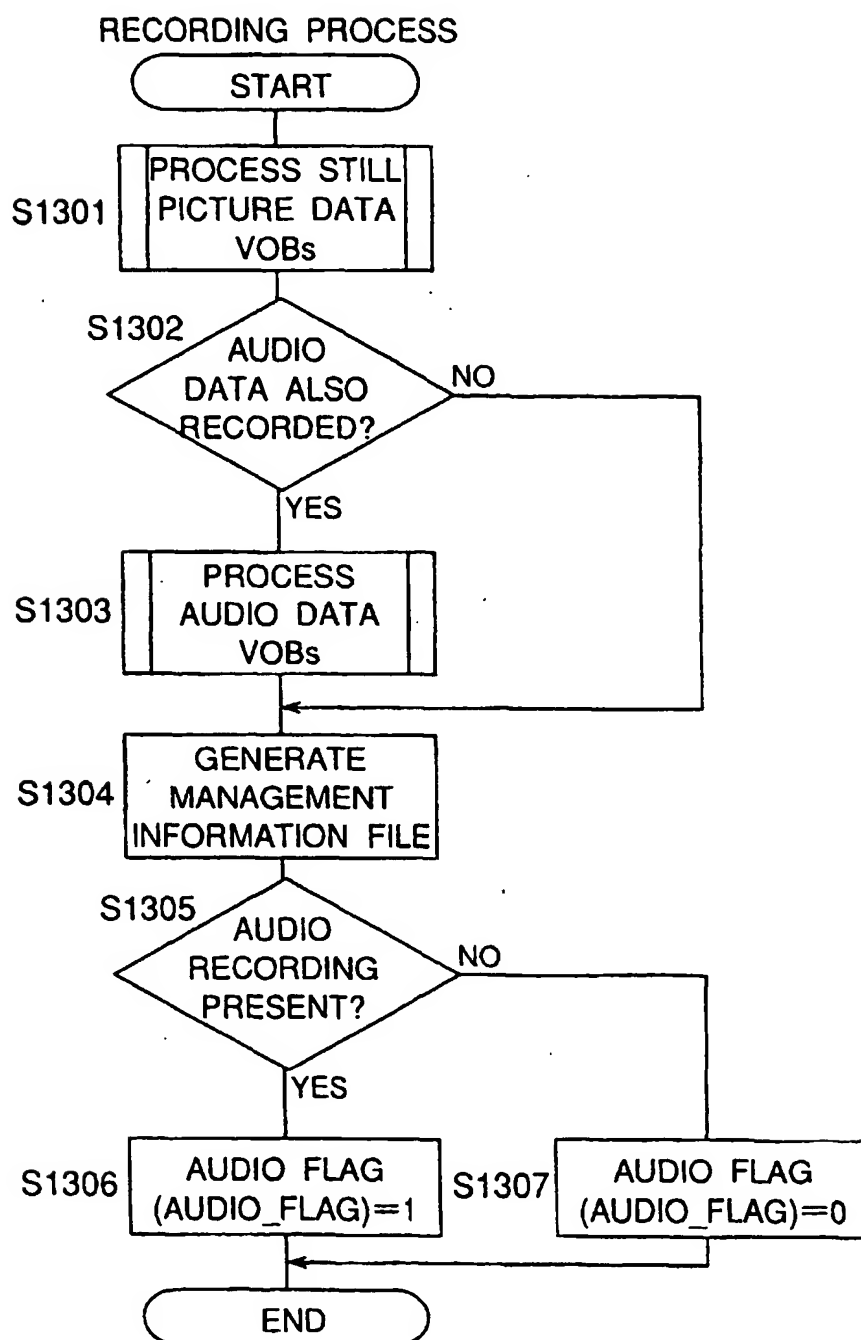 RECORDING PROCESS
START
S1301
PROCESS STILL
PICTURE DATA
VOBs
S1302
AUDIO
DATA ALSO
RECORDED?
NO
YES
S1303
PROCESS
AUDIO DATA
VOBs
S1304
GENERATE
MANAGEMENT
INFORMATION FILE
S1305
AUDIO
RECORDING
PRESENT?
NO
YES
S1306
AUDIO FLAG
(AUDIO_FLAG)=1
S1307
AUDIO FLAG
(AUDIO_FLAG)=0
END